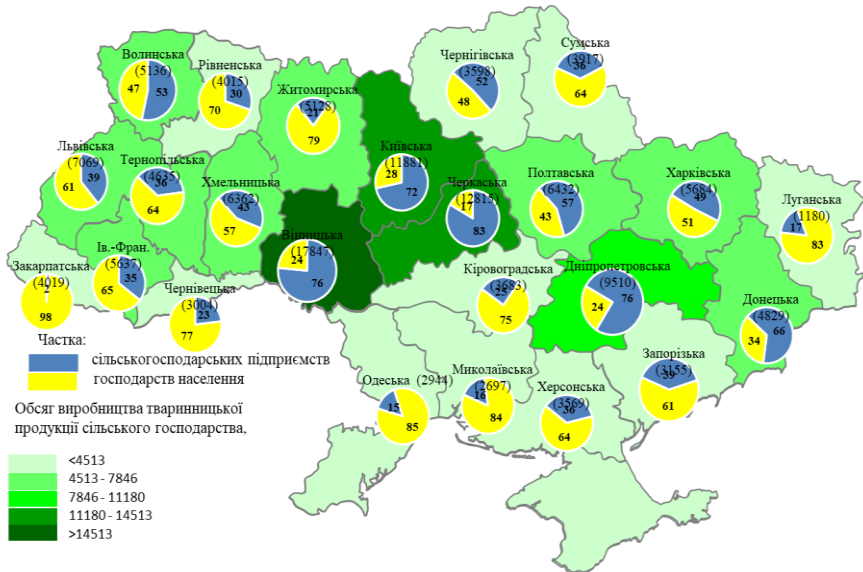 Волинська
(5136)
47
53
Рівненська
(4015)
30
70
Житомирська
(5128)
21
79
Чернігівська
(3598)
52
48
Сумська
(3917)
36
64
Львівська
(7069)
39
61
Тернопільська
(4635)
36
64
Хмельницька
(6362)
43
57
Київська
(11881)
28
72
Черкаська
(12815)
17
83
Полтавська
(6432)
57
43
Харківська
(5684)
49
51
Луганська
(1180)
17
83
Закарпатська
(4019)
2
98
Ів.-Фран.
(5637)
35
65
Чернівецька
(3004)
23
77
Вінницька
(17847)
24
76
Кіровоградська
(3683)
25
75
Дніпропетровська
(9510)
24
76
Донецька
(4829)
66
34
Запорізька
(3155)
39
61
Одеська (2944)
15
85
Миколаївська
(2697)
16
84
Херсонська
(3569)
36
64
Частка:
сільськогосподарських підприємств
господарств населення
Обсяг виробництва тваринницької
продукції сільського господарства,
<4513
4513 - 7846
7846 - 11180
11180 - 14513
>14513